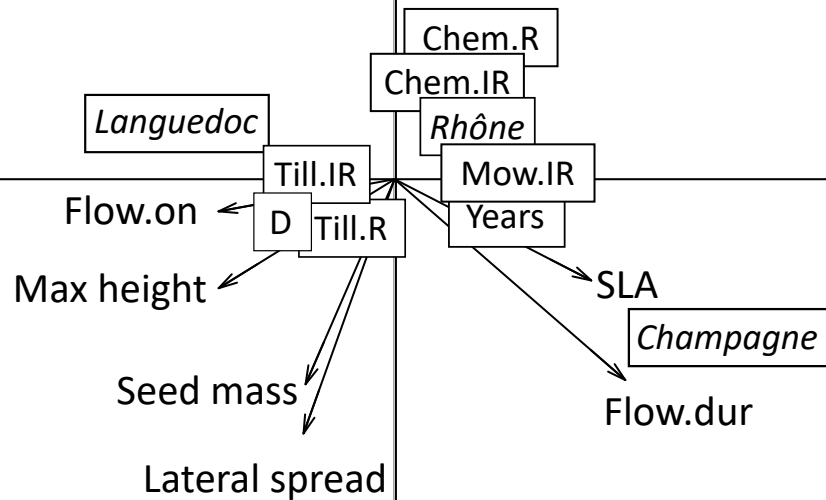 Chem.R
Chem.IR
Languedoc
Rhône
Till.IR
Mow.IR
Flow.on
D
Till.R
Years
Max height
SLA
Champagne
Seed mass
Flow.dur
Lateral spread